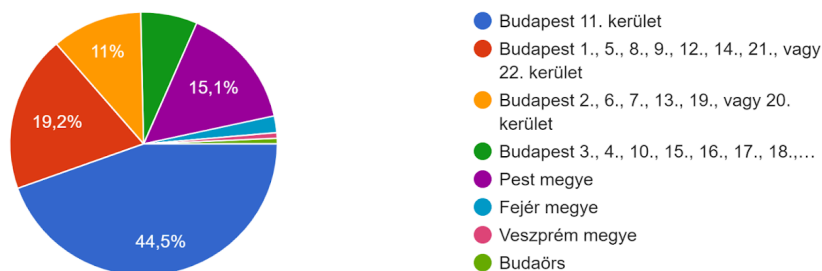 11%
15,1%
19,2%
44,5%
Budapest 11. kerület
Budapest 1., 5., 8., 9., 12., 14., 21., vagy
22. kerület
Budapest 2., 6., 7., 13., 19., vagy 20.
kerület
Budapest 3., 4., 10., 15., 16., 17., 18.,…
Pest megye
Fejér megye
Veszprém megye
Budaörs